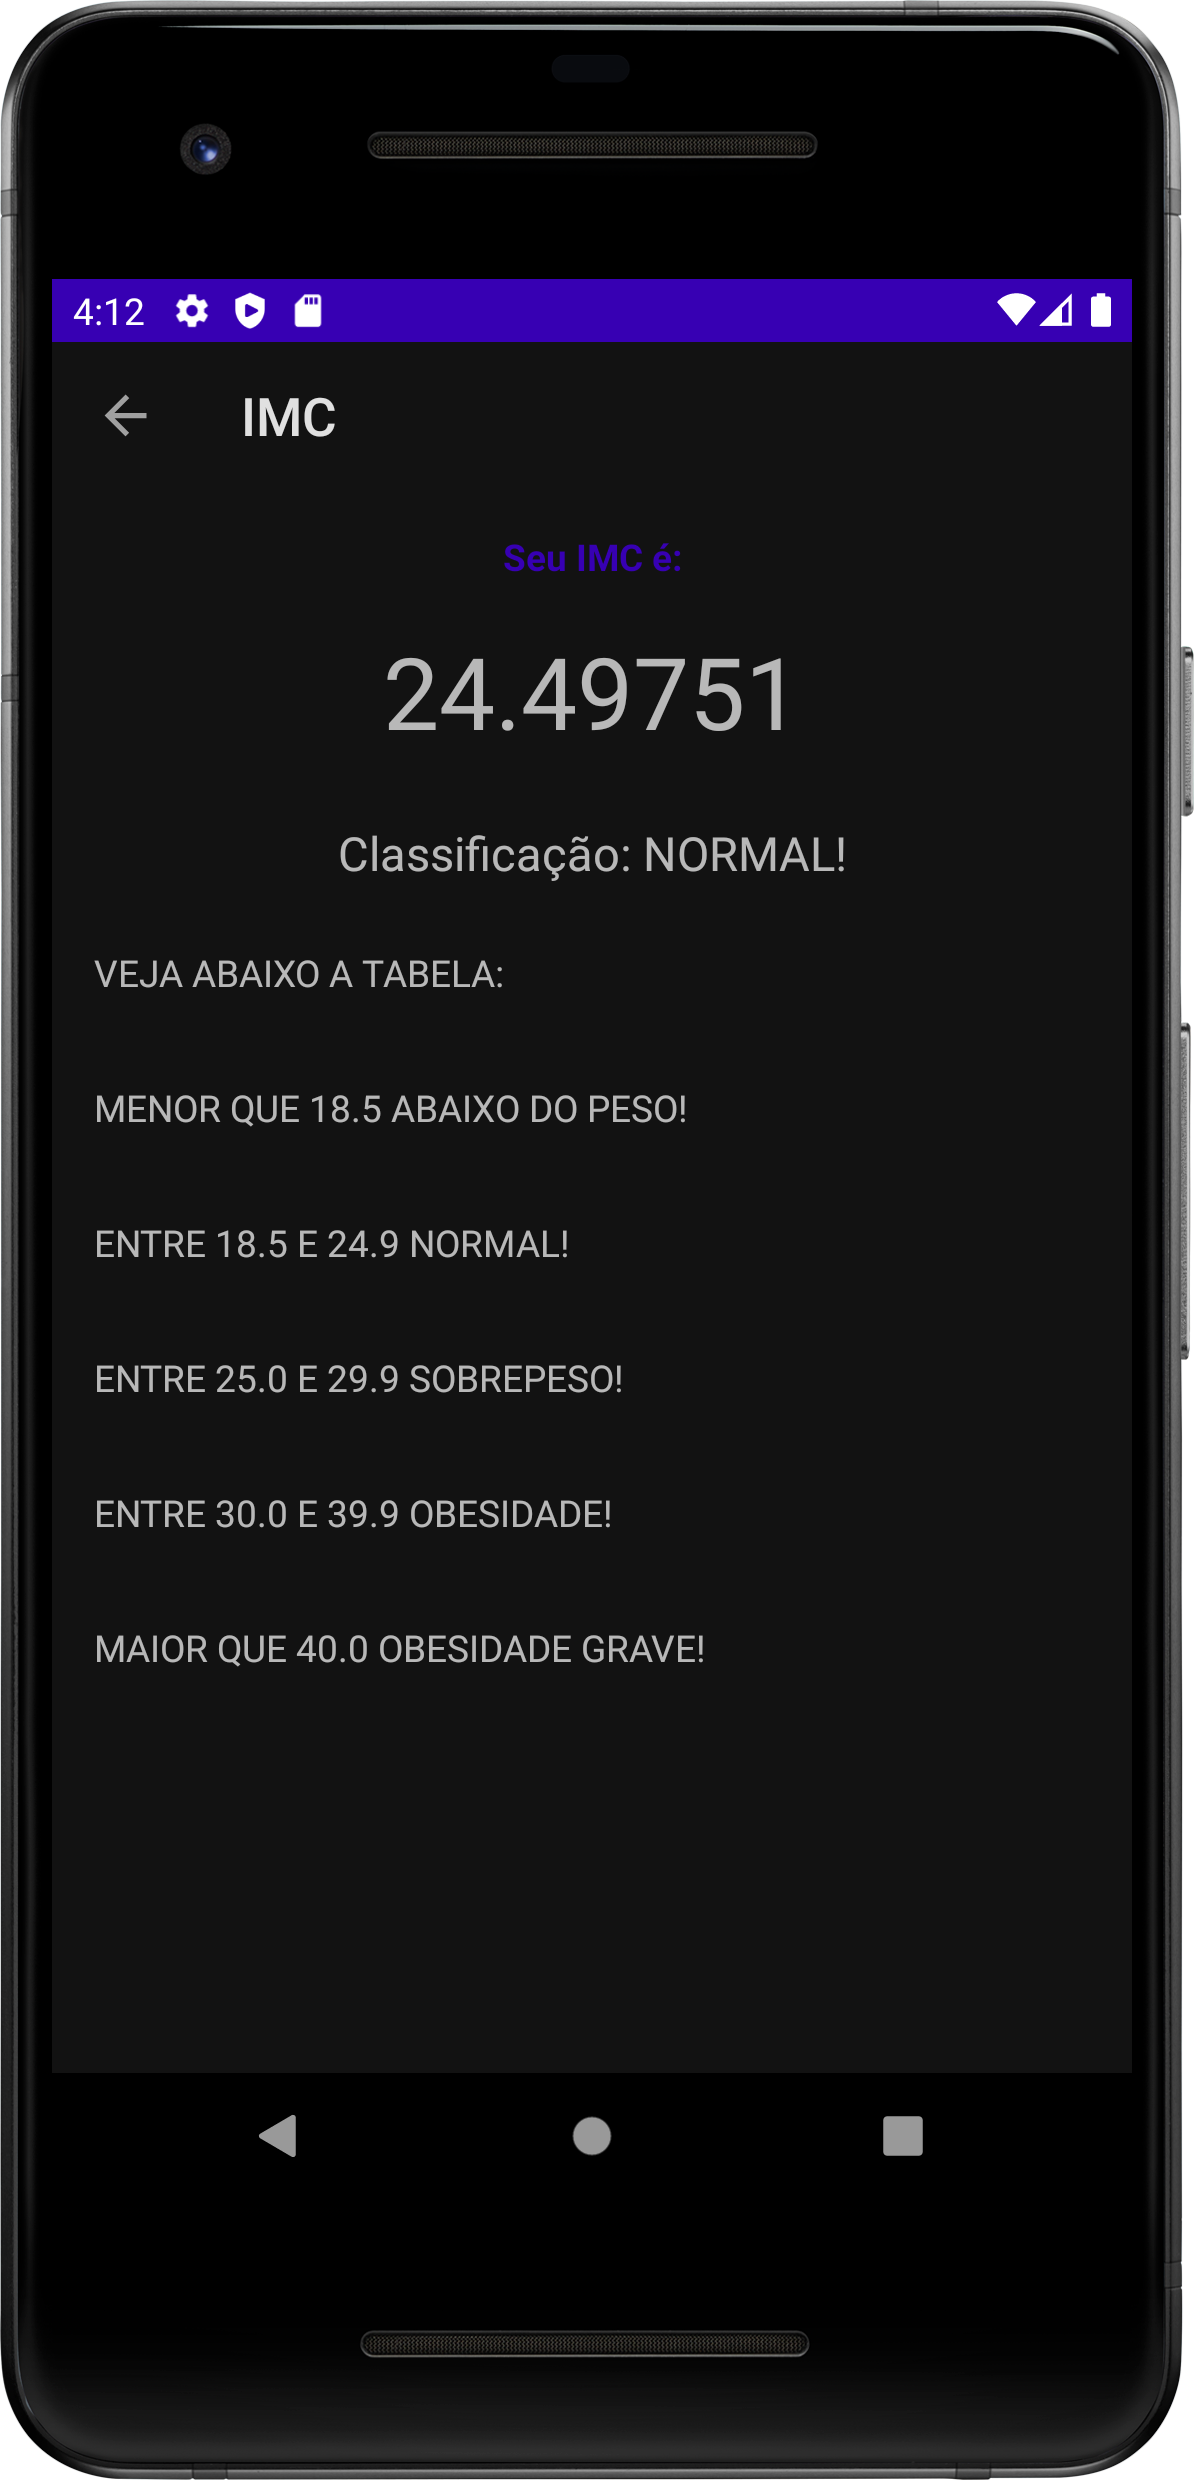 4:12
IMC
Seu IMC é:
24.49751
Classificação: NORMAL!
VEJA ABAIXO A TABELA:
MENOR QUE 18.5 ABAIXO DO PESO!
ENTRE 18.5 E 24.9 NORMAL!
ENTRE 25.0 E 29.9 SOBREPESO!
ENTRE 30.0 E 39.9 OBESIDADE!
MAIOR QUE 40.0 OBESIDADE GRAVE!